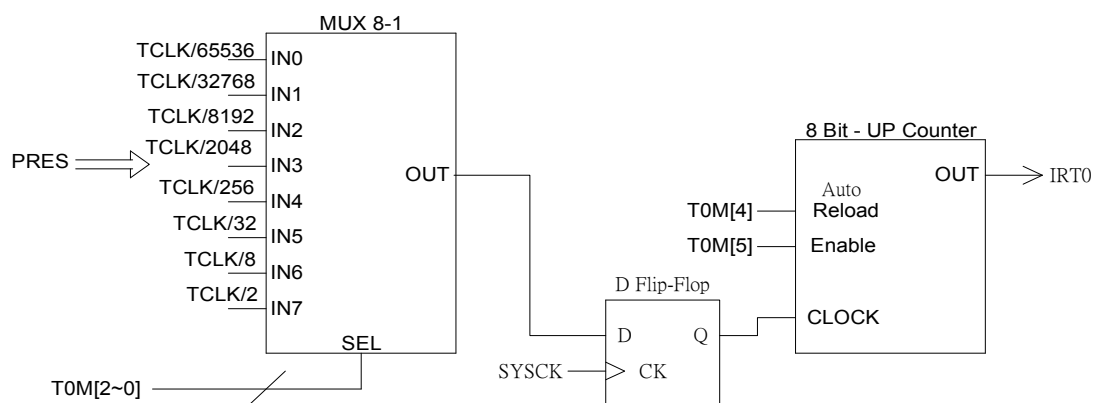 MUX 8-1
TCLK/65536
IN0
TCLK/32768
IN1
TCLK/8192
IN2
PRES
TCLK/2048
IN3
TCLK/256
IN4
TCLK/32
IN5
TCLK/8
IN6
TCLK/2
IN7
OUT
SEL
T0M[2~0]
D Flip-Flop
D
Q
SYSCK
CK
8 Bit - UP Counter
OUT
IRT0
T0M[4]
Auto
Reload
T0M[5]
Enable
CLOCK